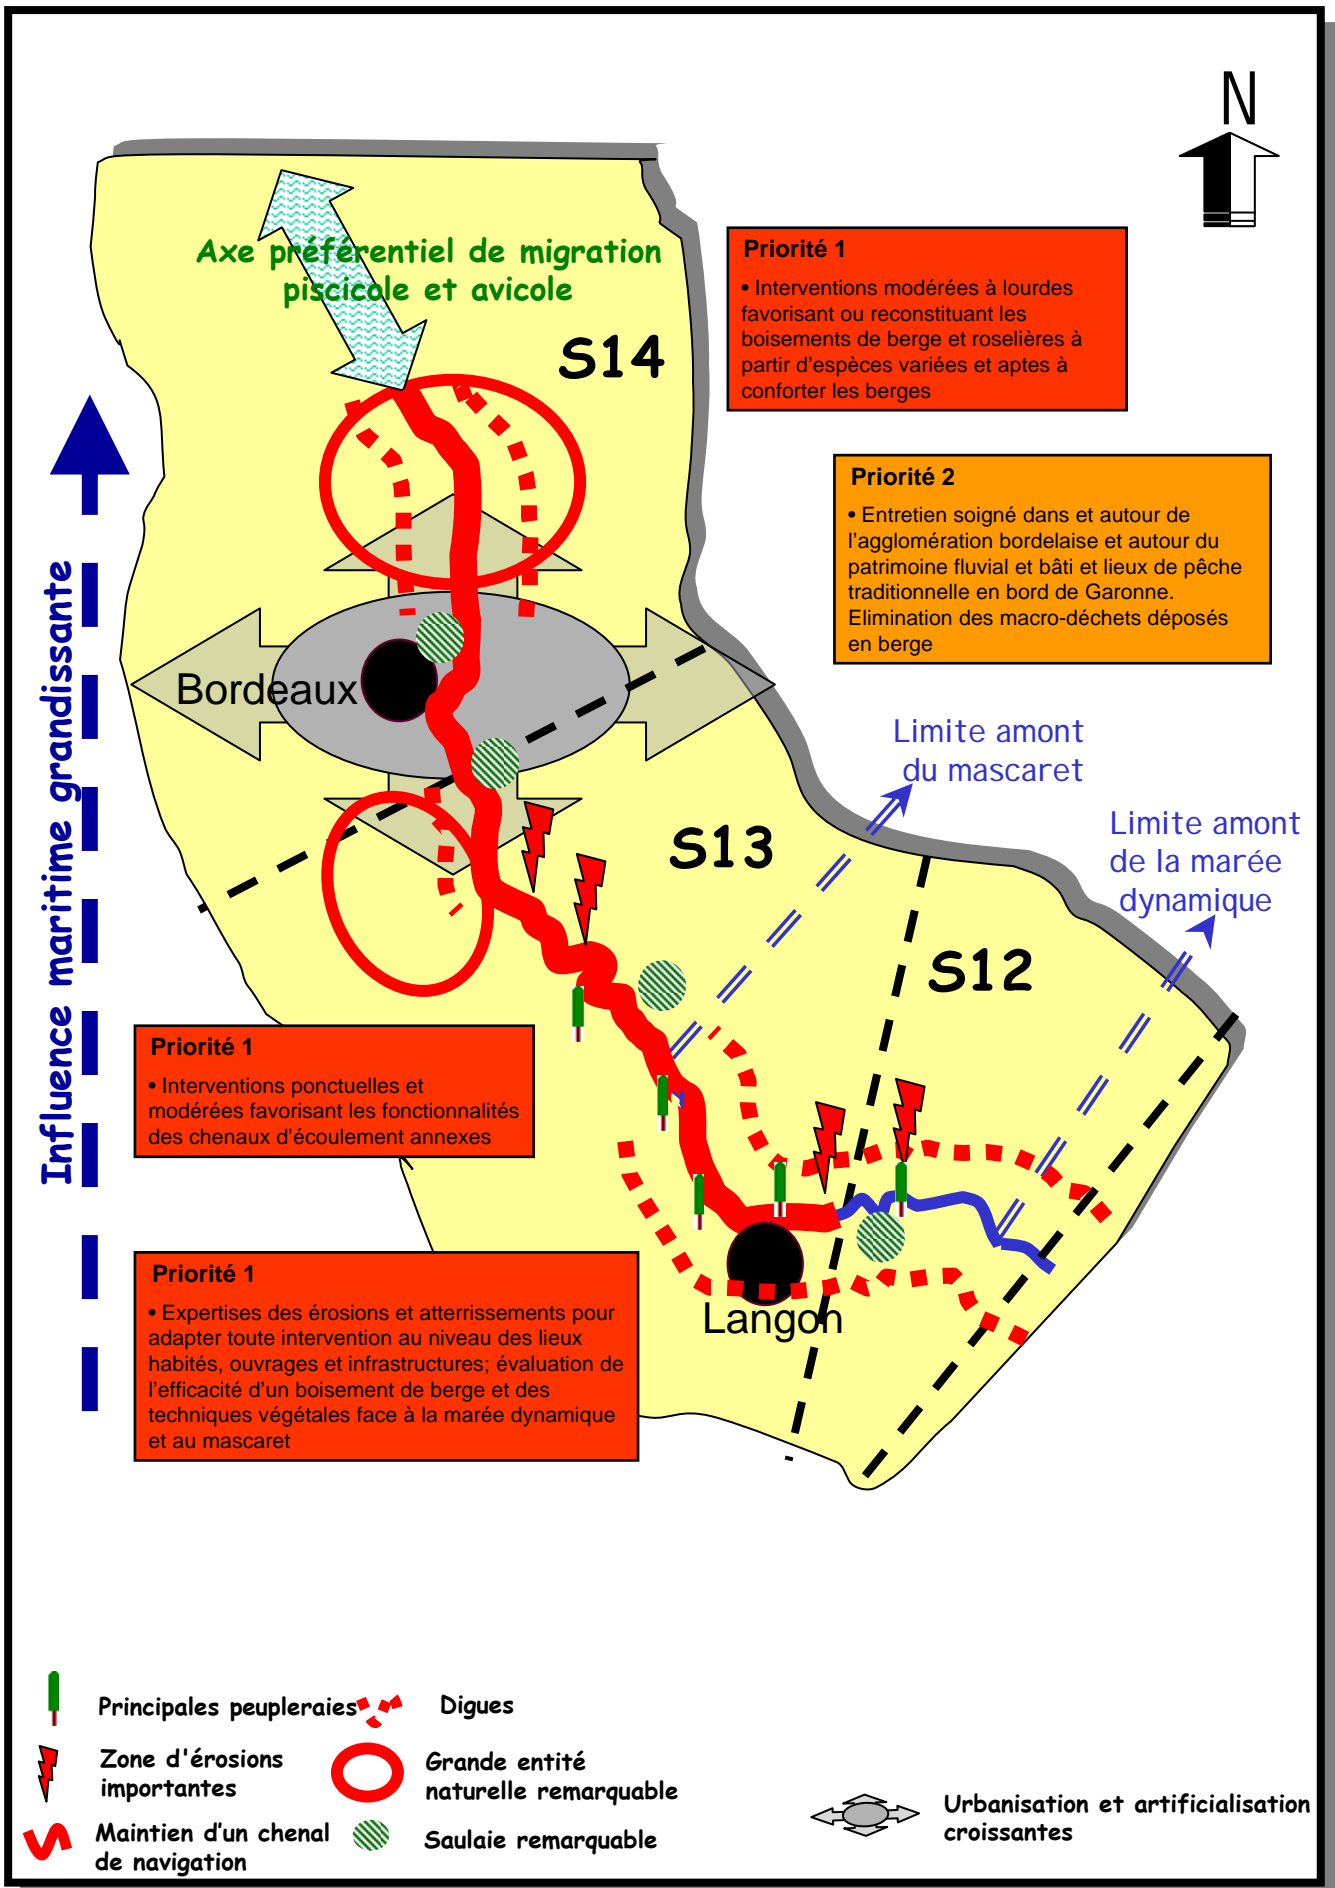 N
Axe préférentiel de migration
piscicole et avicole
S14
Priorité 1
• Interventions modérées à lourdes
favorisant ou reconstituant les
boisements de berge et roselières à
partir d'espèces variées et aptes à
conforter les berges
Priorité 2
• Entretien soigné dans et autour de
l'agglomération bordelaise et autour du
patrimoine fluvial et bâti et lieux de pêche
traditionnelle en bord de Garonne.
Elimination des macro-déchets déposés
en berge
Influence maritime grandissante
Bordeaux
Limite amont
du mascaret
S13
Limite amont
de la marée
dynamique
S12
Priorité 1
• Interventions ponctuelles et
modérées favorisant les fonctionnalités
des chenaux d'écoulement annexes
Langon
Priorité 1
• Expertises des érosions et atterrissements pour
adapter toute intervention au niveau des lieux
habités, ouvrages et infrastructures; évaluation de
l'efficacité d'un boisement de berge et des
techniques végétales face à la marée dynamique
et au mascaret
Principales peupleraies
Digues
Zone d'érosions
importantes
Grande entité
naturelle remarquable
Maintien d'un chenal
de navigation
Saulaie remarquable
Urbanisation et artificialisation
croissantes